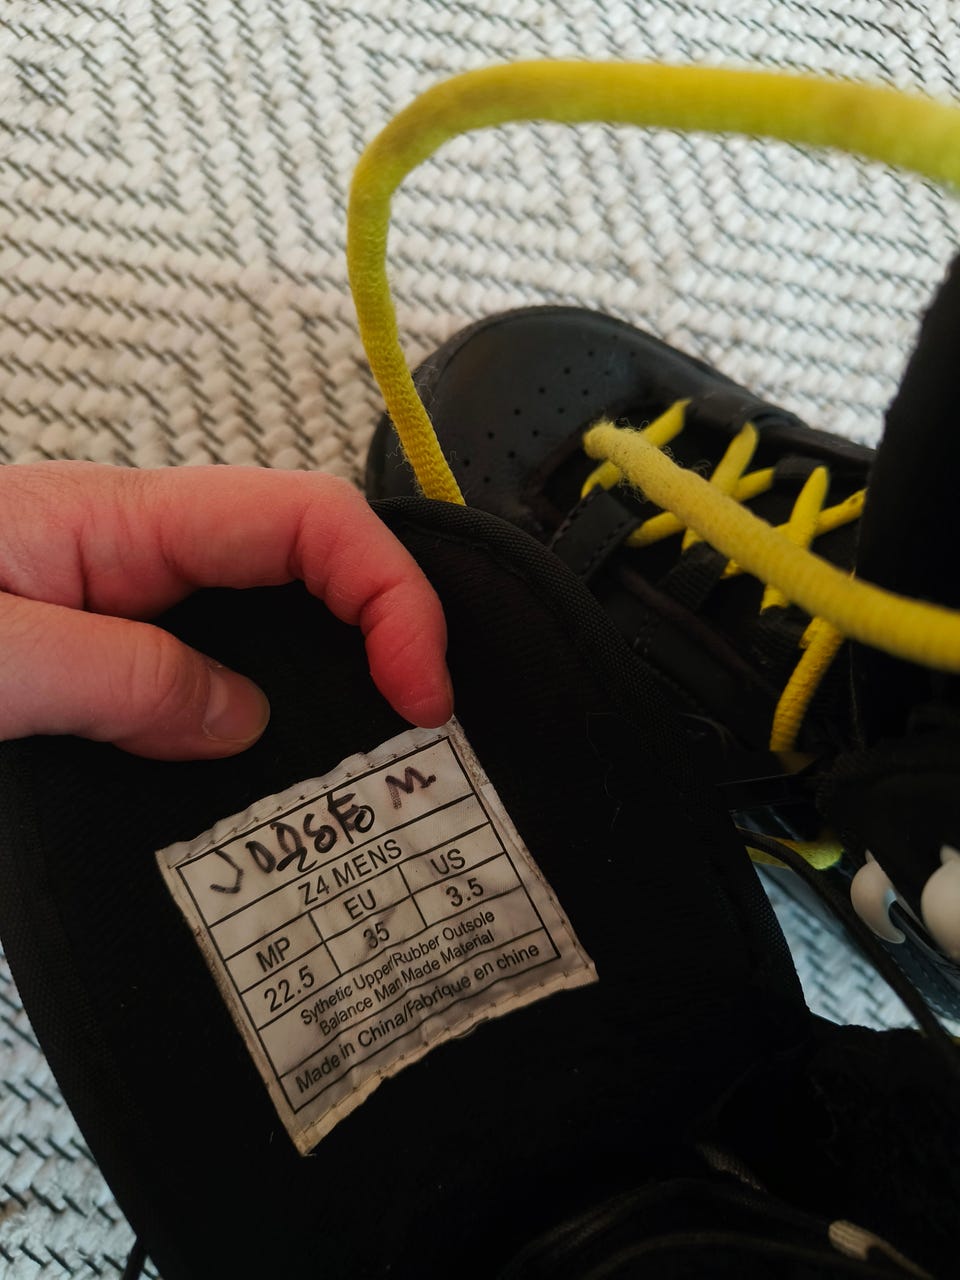 M
Z4 MENS
MP EU US
22.5 35 3.5
Sythetic Upper/Rubber Outsole
Balance Man Made Material
Made in China/Fabrique en chine